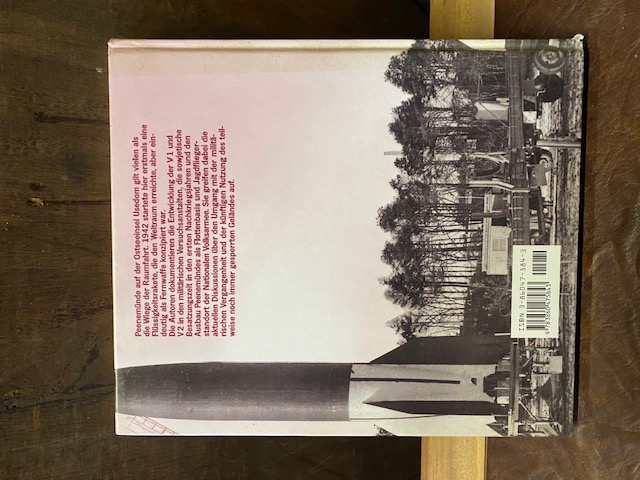 Peenemünde auf der Ostseeinsel Usedom gilt vielen als
die Wiege der Raumfahrt. 1942 startete hier erstmals eine
Flüssigkeitsrakete, die den Weltraum erreichte, aber ein-
deutig als Fernwaffe konzipiert war.
Die Autoren dokumentieren die Entwicklung der V1 und
V2 in den militärischen Versuchsanstalten, die sowjetische
Besatzungszeit in den ersten Nachkriegsjahren und den
Ausbau Peenemündes als Flottenbasis und Jagdflieger-
standort der Nationalen Volksarmee. Sie greifen dabei die
aktuellen Diskussionen über den Umgang mit der militä-
rischen Vergangenheit und der künftigen Nutzung des teil-
weise noch immer gesperrten Geländes auf.
ISBN 3-86047-584-3
9783860475843